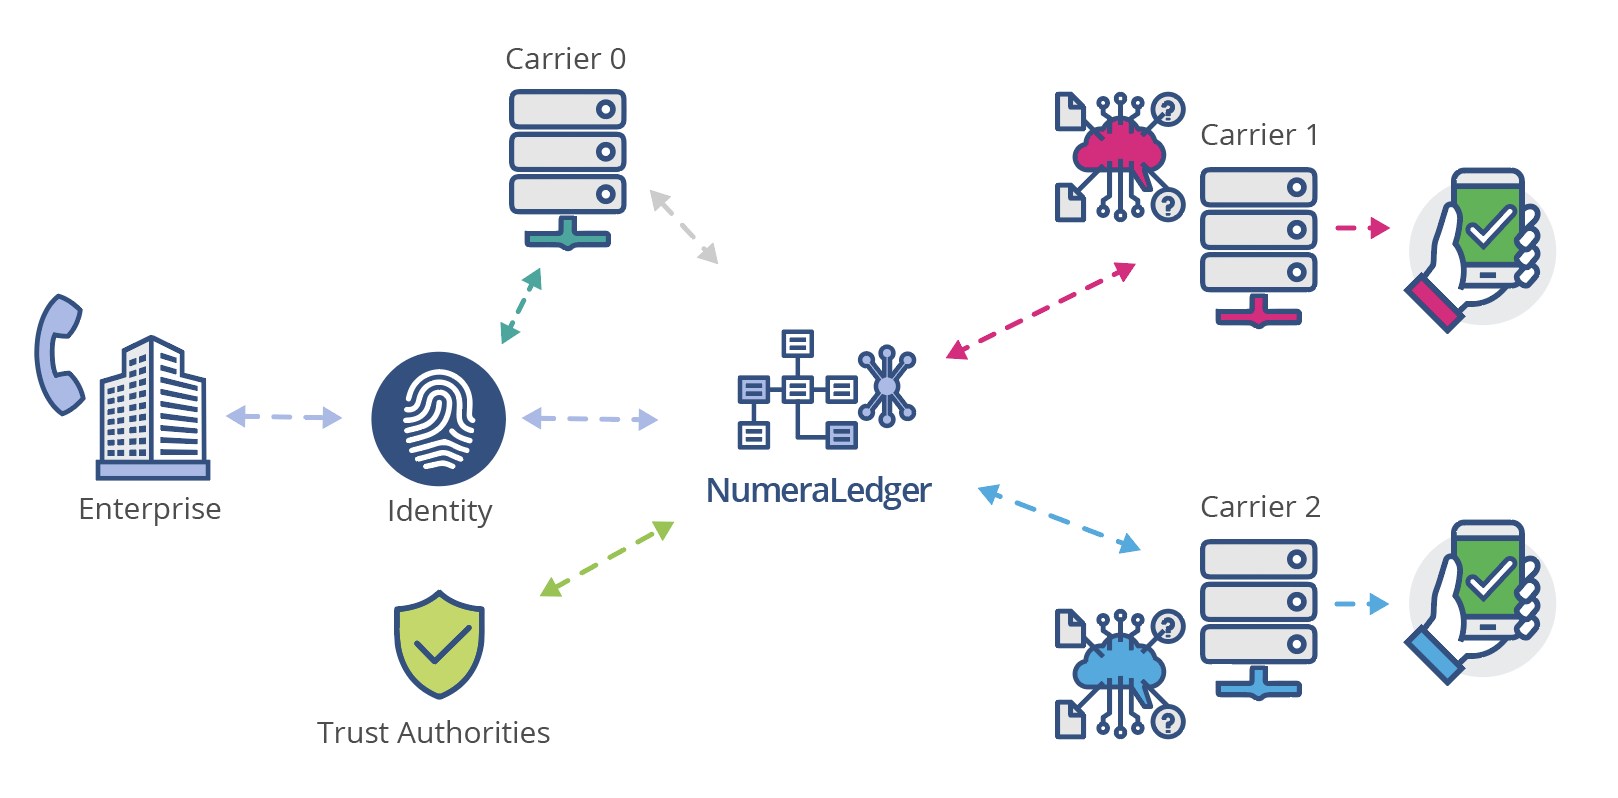 Carrier 0
Carrier 1
Enterprise
Identity
NumeraLedger
Carrier 2
Trust Authorities
?
?
?
?